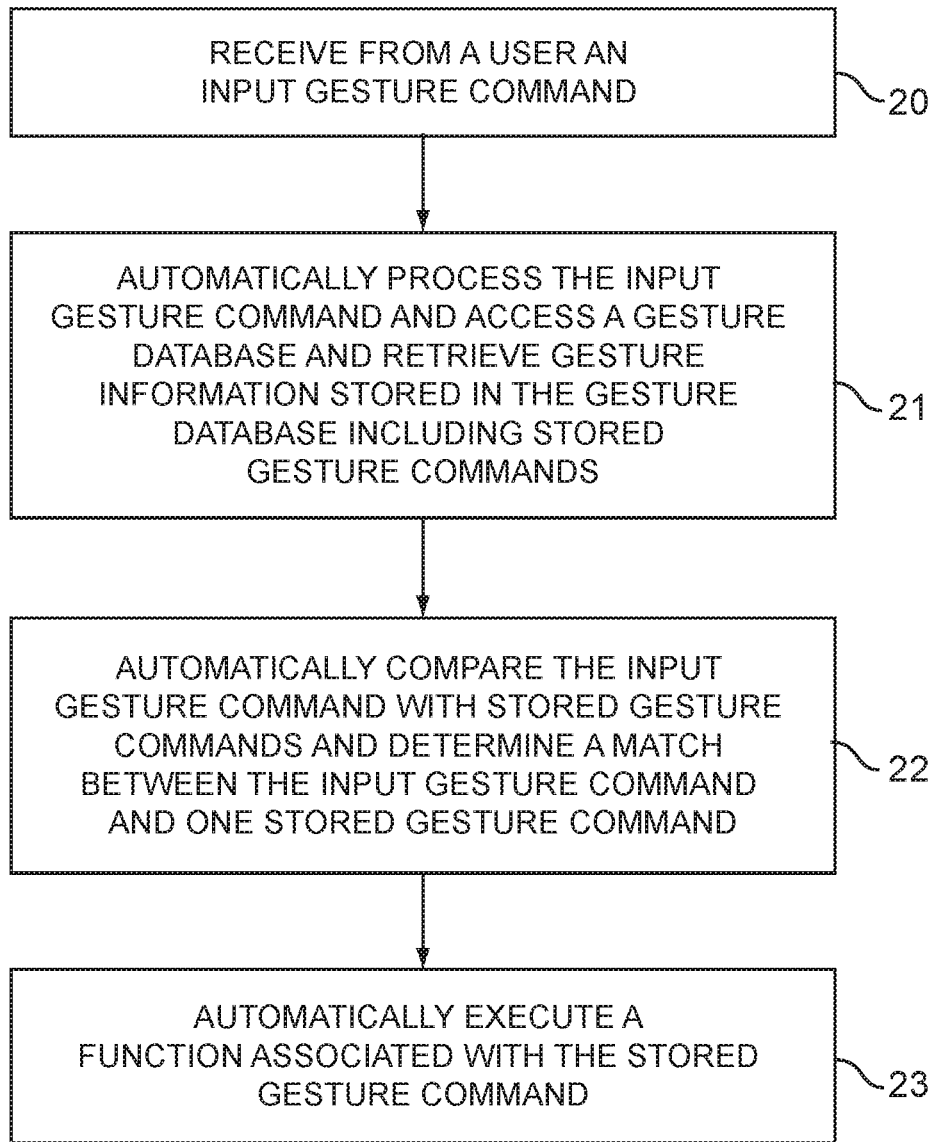 RECEIVE FROM A USER AN
INPUT GESTURE COMMAND
20
AUTOMATICALLY PROCESS THE INPUT
GESTURE COMMAND AND ACCESS A GESTURE
DATABASE AND RETRIEVE GESTURE
INFORMATION STORED IN THE GESTURE
DATABASE INCLUDING STORED
GESTURE COMMANDS
21
AUTOMATICALLY COMPARE THE INPUT
GESTURE COMMAND WITH STORED GESTURE
COMMANDS AND DETERMINE A MATCH
BETWEEN THE INPUT GESTURE COMMAND
AND ONE STORED GESTURE COMMAND
22
AUTOMATICALLY EXECUTE A
FUNCTION ASSOCIATED WITH THE STORED
GESTURE COMMAND
23